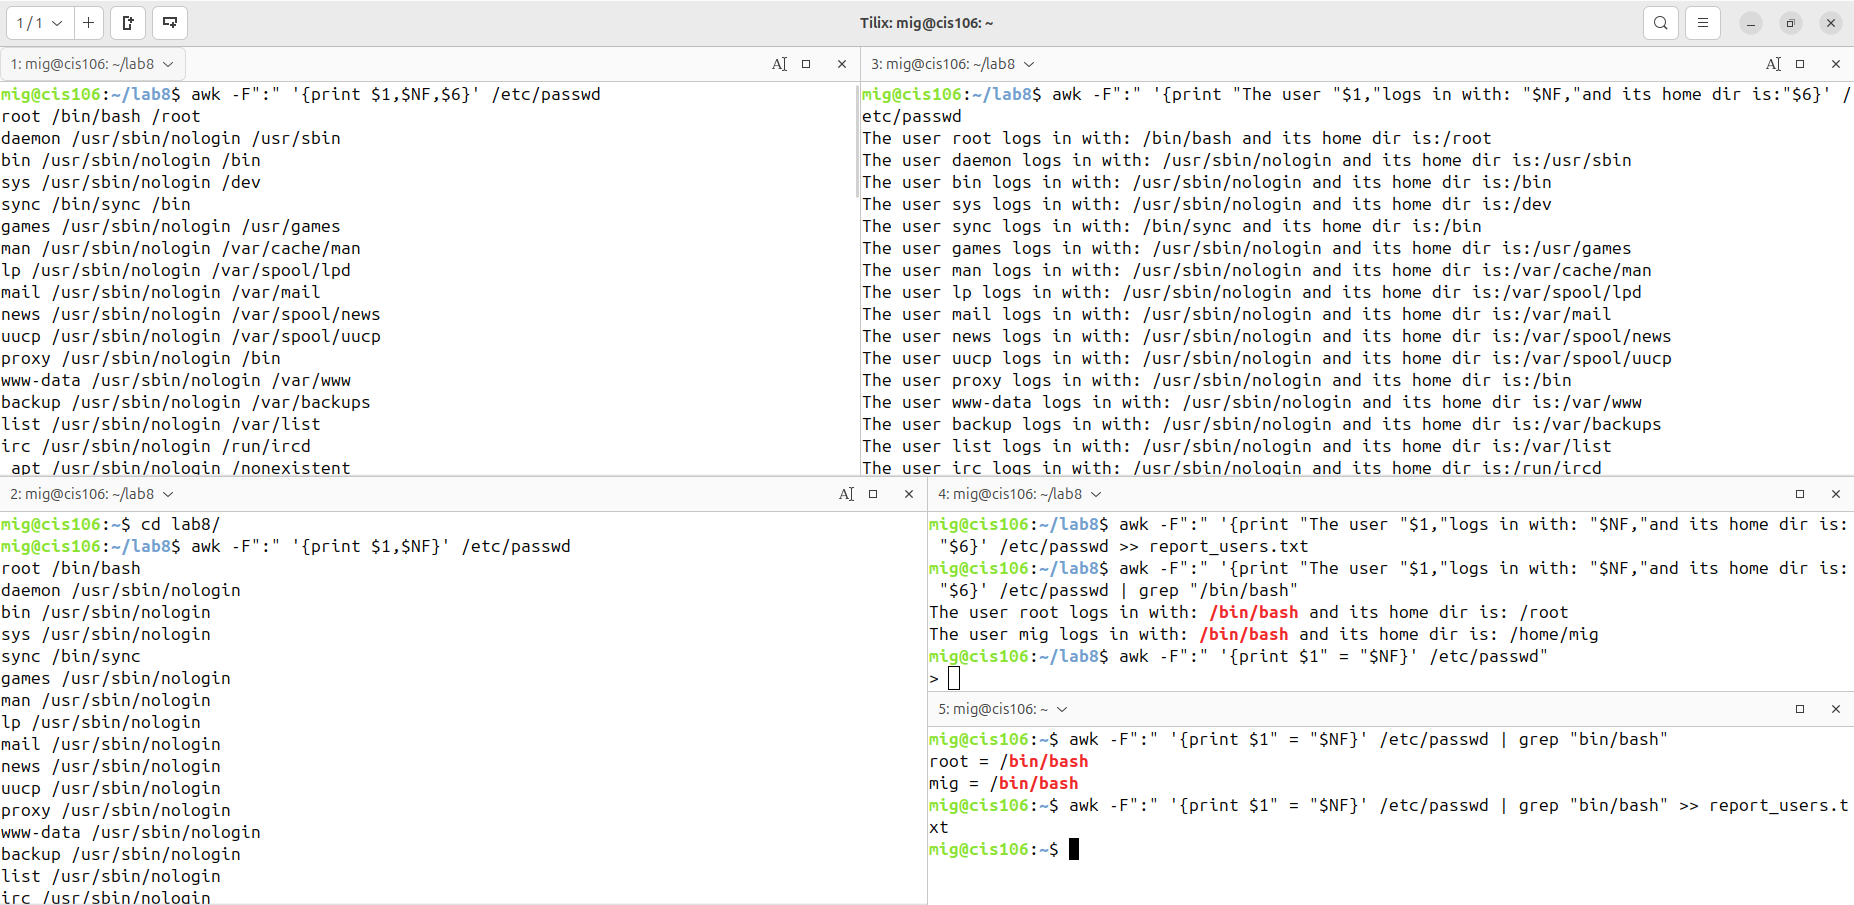 1 / 1
Tilix: mig@cis106: ~
1: mig@cis106: ~/lab8
mig@cis106:~/lab8$ awk -F":" '{print $1,$NF,$6}' /etc/passwd
root /bin/bash /root
daemon /usr/sbin/nologin /usr/sbin
bin /usr/sbin/nologin /bin
sys /usr/sbin/nologin /dev
sync /bin/sync /bin
games /usr/sbin/nologin /usr/games
man /usr/sbin/nologin /var/cache/man
lp /usr/sbin/nologin /var/spool/lpd
mail /usr/sbin/nologin /var/mail
news /usr/sbin/nologin /var/spool/news
uucp /usr/sbin/nologin /var/spool/uucp
proxy /usr/sbin/nologin /bin
www-data /usr/sbin/nologin /var/www
backup /usr/sbin/nologin /var/backups
list /usr/sbin/nologin /var/list
irc /usr/sbin/nologin /run/ircd
_apt /usr/sbin/nologin /nonexistent
3: mig@cis106: ~/lab8
mig@cis106:~/lab8$ awk -F":" '{print "The user "$1,"logs in with: "$NF,"and its home dir is:"$6}' /
etc/passwd
The user root logs in with: /bin/bash and its home dir is:/root
The user daemon logs in with: /usr/sbin/nologin and its home dir is:/usr/sbin
The user bin logs in with: /usr/sbin/nologin and its home dir is:/bin
The user sys logs in with: /usr/sbin/nologin and its home dir is:/dev
The user sync logs in with: /bin/sync and its home dir is:/bin
The user games logs in with: /usr/sbin/nologin and its home dir is:/usr/games
The user man logs in with: /usr/sbin/nologin and its home dir is:/var/cache/man
The user lp logs in with: /usr/sbin/nologin and its home dir is:/var/spool/lpd
The user mail logs in with: /usr/sbin/nologin and its home dir is:/var/mail
The user news logs in with: /usr/sbin/nologin and its home dir is:/var/spool/news
The user uucp logs in with: /usr/sbin/nologin and its home dir is:/var/spool/uucp
The user proxy logs in with: /usr/sbin/nologin and its home dir is:/bin
The user www-data logs in with: /usr/sbin/nologin and its home dir is:/var/www
The user backup logs in with: /usr/sbin/nologin and its home dir is:/var/backups
The user list logs in with: /usr/sbin/nologin and its home dir is:/var/list
The user irc logs in with: /usr/sbin/nologin and its home dir is:/run/ircd
2: mig@cis106: ~/lab8
mig@cis106:~$ cd lab8/
mig@cis106:~/lab8$ awk -F":" '{print $1,$NF}' /etc/passwd
root /bin/bash
daemon /usr/sbin/nologin
bin /usr/sbin/nologin
sys /usr/sbin/nologin
sync /bin/sync
games /usr/sbin/nologin
man /usr/sbin/nologin
lp /usr/sbin/nologin
mail /usr/sbin/nologin
news /usr/sbin/nologin
uucp /usr/sbin/nologin
proxy /usr/sbin/nologin
www-data /usr/sbin/nologin
backup /usr/sbin/nologin
list /usr/sbin/nologin
irc /usr/sbin/nologin
4: mig@cis106: ~/lab8
mig@cis106:~/lab8$ awk -F":" '{print "The user "$1,"logs in with: "$NF,"and its home dir is:
"$6}' /etc/passwd >> report_users.txt
mig@cis106:~/lab8$ awk -F":" '{print "The user "$1,"logs in with: "$NF,"and its home dir is:
"$6}' /etc/passwd | grep "/bin/bash"
The user root logs in with: /bin/bash and its home dir is: /root
The user mig logs in with: /bin/bash and its home dir is: /home/mig
mig@cis106:~/lab8$ awk -F":" '{print $1" = "$NF}' /etc/passwd"
>
5: mig@cis106: ~
mig@cis106:~$ awk -F":" '{print $1" = "$NF}' /etc/passwd | grep "bin/bash"
root = /bin/bash
mig = /bin/bash
mig@cis106:~$ awk -F":" '{print $1" = "$NF}' /etc/passwd | grep "bin/bash" >> report_users.t
xt
mig@cis106:~$